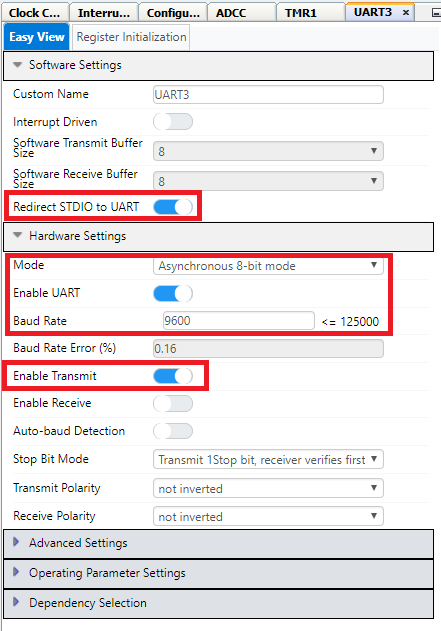 Clock C... Interru... Configu... ADCC TMR1 UART3 ×
Easy View Register Initialization
Software Settings
Custom Name UART3
Interrupt Driven
Software Transmit Buffer Size 8
Software Receive Buffer Size 8
Redirect STDIO to UART
Hardware Settings
Mode Asynchronous 8-bit mode
Enable UART
Baud Rate 9600 <= 125000
Baud Rate Error (%) 0.16
Enable Transmit
Enable Receive
Auto-baud Detection
Stop Bit Mode Transmit 1Stop bit, receiver verifies first
Transmit Polarity not inverted
Receive Polarity not inverted
Advanced Settings
Operating Parameter Settings
Dependency Selection